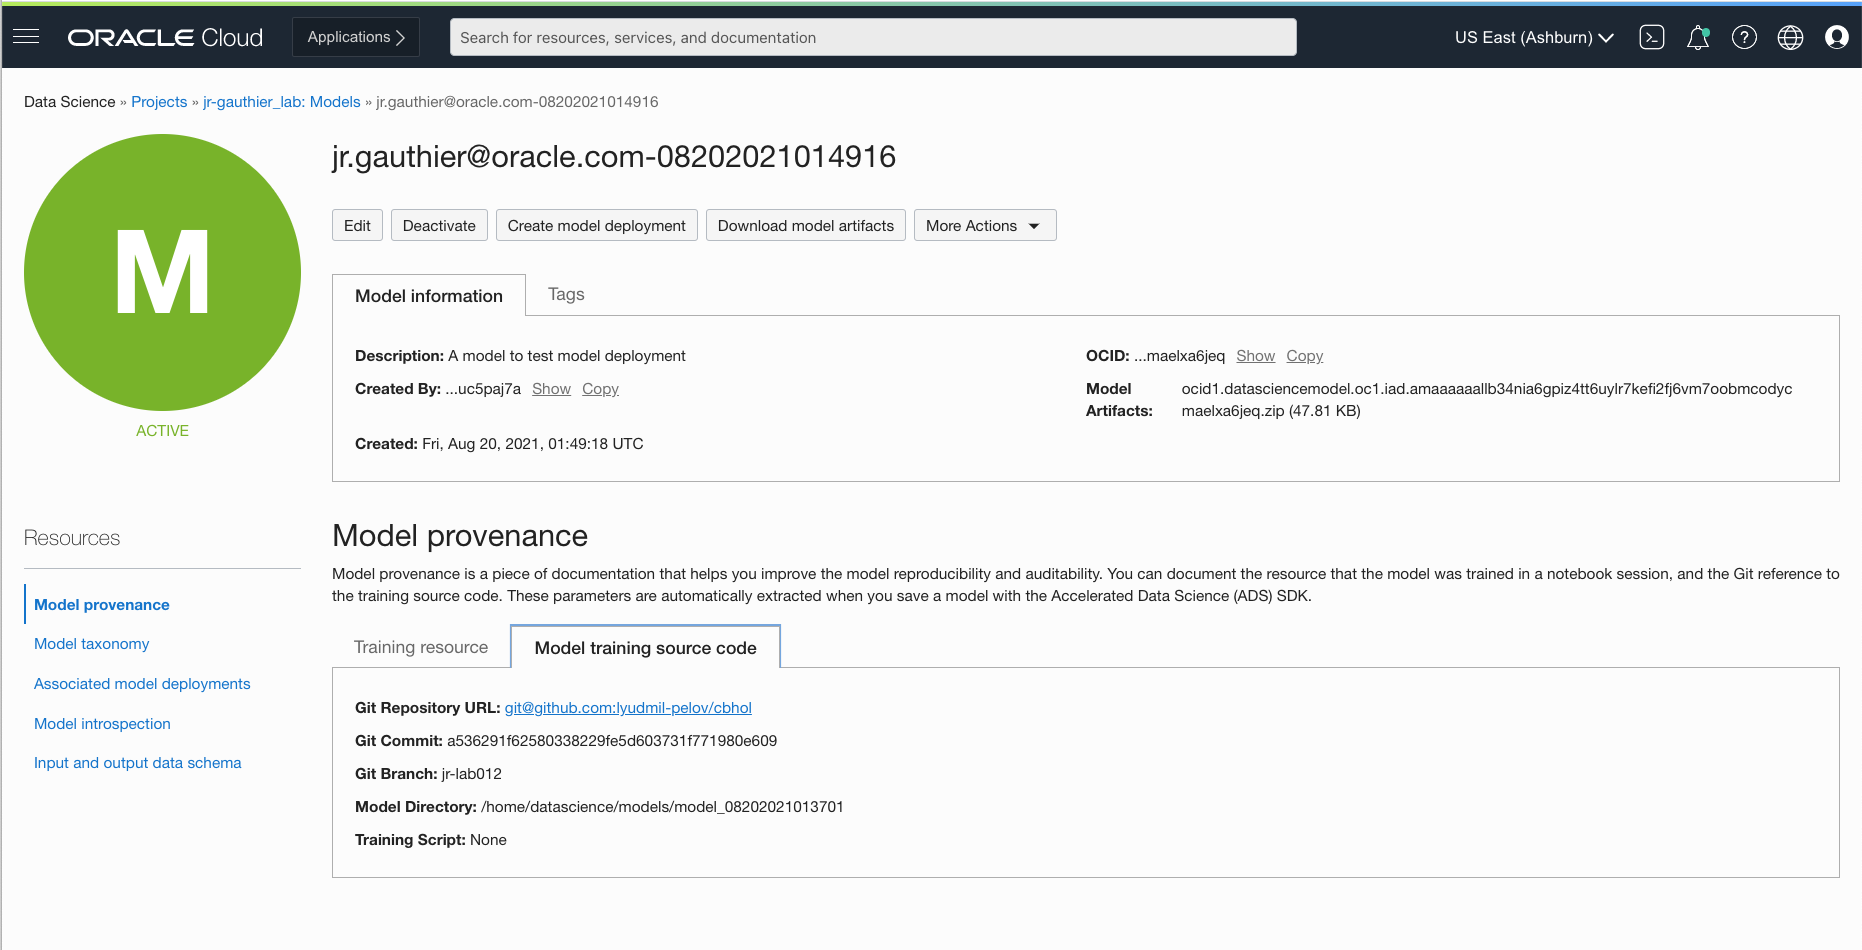 ORACLE Cloud
Applications
Search for resources, services, and documentation
US East (Ashburn)
Data Science » Projects » jr-gauthier_lab: Models » jr.gauthier@oracle.com-08202021014916
M
ACTIVE
jr.gauthier@oracle.com-08202021014916
Edit
Deactivate
Create model deployment
Download model artifacts
More Actions
Model information
Tags
Description: A model to test model deployment
Created By: ...uc5paj7a Show Copy
Created: Fri, Aug 20, 2021, 01:49:18 UTC
OCID: ...maelxa6jeq Show Copy
Model Artifacts: ocid1.datasciencemodel.oc1.iad.amaaaaaallb34nia6gpiz4tt6uylr7kefi2fj6vm7oobmcodyc
maelxa6jeq.zip (47.81 KB)
Resources
Model provenance
Model taxonomy
Associated model deployments
Model introspection
Input and output data schema
Model provenance
Model provenance is a piece of documentation that helps you improve the model reproducibility and auditability. You can document the resource that the model was trained in a notebook session, and the Git reference to
the training source code. These parameters are automatically extracted when you save a model with the Accelerated Data Science (ADS) SDK.
Training resource
Model training source code
Git Repository URL: git@github.com:lyudmil-pelov/cbhol
Git Commit: a536291f62580338229fe5d603731f771980e609
Git Branch: jr-lab012
Model Directory: /home/datascience/models/model_08202021013701
Training Script: None